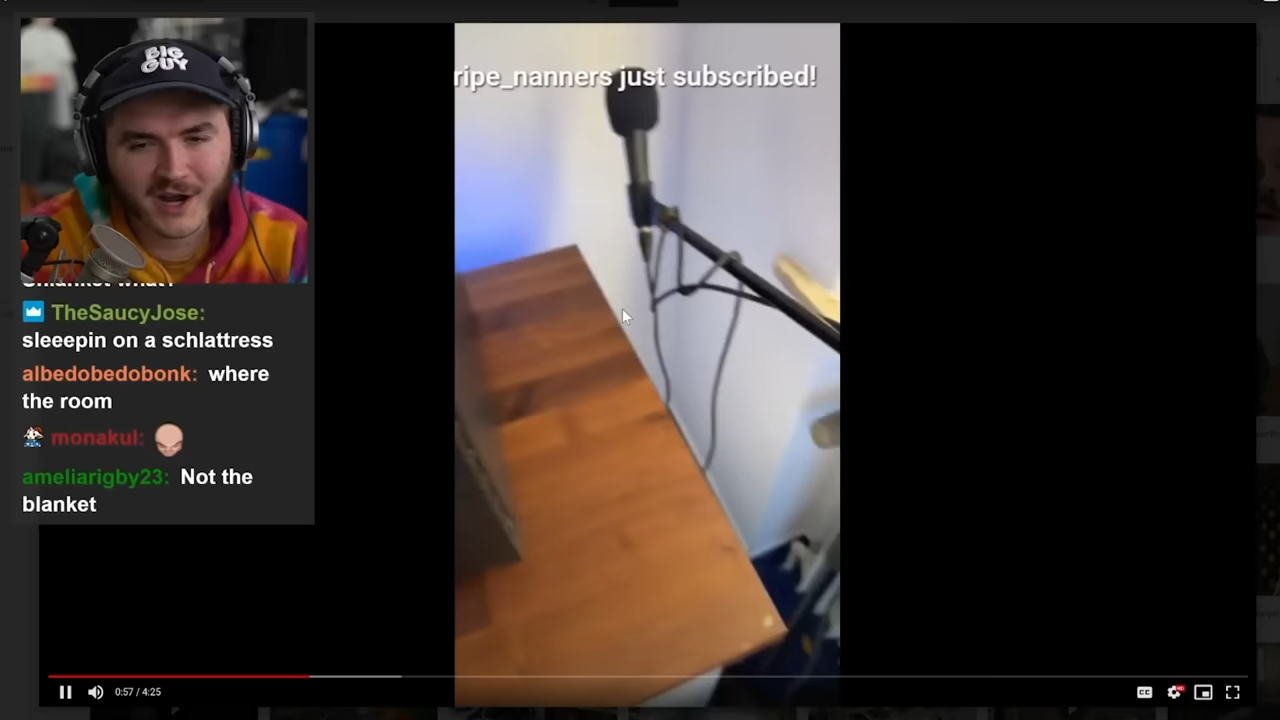 BIG
GUY
ripe_nanners just subscribed!
TheSaucyJose:
sleeepin on a schlattress
albedobedobonk: where
the room
monakul:
ameliarigby23: Not the
blanket
0:57 / 4:25
CC